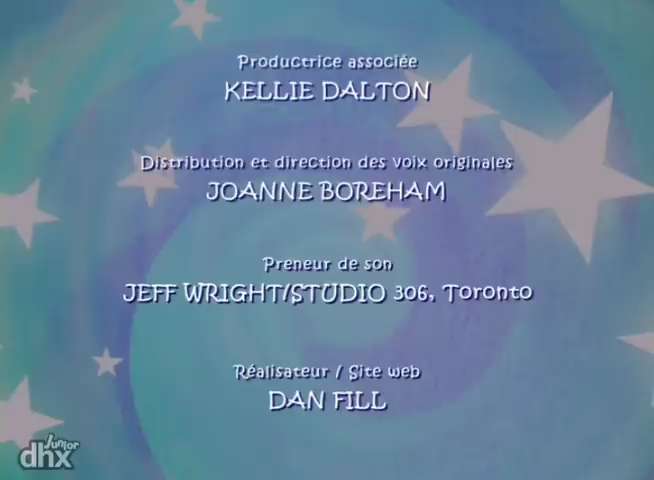 Productrice associée
KELLIE DALTON
Distribution et direction des voix originales
JOANNE BOREHAM
Preneur de son
JEFF WRIGHT/STUDIO 306, Toronto
Réalisateur / Site web
DAN FILL
Junior
dhx